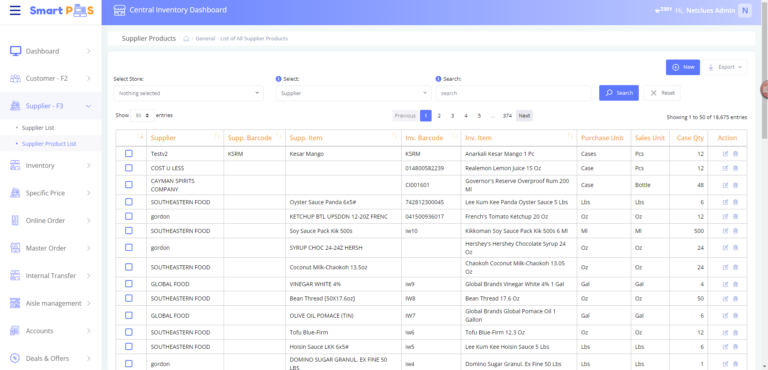 Smart POS
Central Inventory Dashboard
Hi, Netclues Admin N
Supplier Products - General - List of All Supplier Products
Dashboard
Customer - F2
Supplier - F3
Supplier List
Supplier Product List
Inventory
Specific Price
Online Order
Master Order
Internal Transfer
Aisle management
Accounts
Deals & Offers
New Export
Select Store: Select: Search:
Nothing selected Supplier search Search Reset
Show 50 entries Previous 1 2 3 4 5 ... 374 Next Showing 1 to 50 of 18,675 entries
Supplier Supp. Barcode Supp. Item Inv. Barcode Inv. Item Purchase Unit Sales Unit Case Qty Action
Testv2 KSRM Kesar Mango KSRM Anarkali Kesar Mango 1 Pc Cases Pcs 12
COST U LESS 014800582239 Realemon Lemon Juice 15 Oz Case Pcs 12
CAYMAN SPIRITS COMPANY CI001601 Governor's Reserve Overproof Rum 200 Ml Case Bottle 48
SOUTHEASTERN FOOD Oyster Sauce Panda 6x5# 742812300045 Lee Kum Kee Panda Oyster Sauce 5 Lbs Lbs Lbs 6
gordon KETCHUP BTL UPSDDN 12-20Z FRENC 041500936017 French's Tomato Ketchup 20 Oz Oz Oz 12
SOUTHEASTERN FOOD Soy Sauce Pack Kik 500s iw10 Kikkoman Soy Sauce Pack Kik 500s 6 Ml Ml Ml 500
gordon SYRUP CHOC 24-24Z HERSH Hershey's Hershey Chocolate Syrup 24 Oz Oz Oz 24
SOUTHEASTERN FOOD Coconut Milk-Chaokoh 13.5oz Chaokoh Coconut Milk-Chaokoh 13.05 Oz Oz Oz 24
GLOBAL FOOD VINEGAR WHITE 4% iw9 Global Brands Vinegar White 4% 1 Gal Gal Gal 4
SOUTHEASTERN FOOD Bean Thread [50X17.6oz] IW8 Bean Thread 17.6 Oz Oz Oz 50
GLOBAL FOOD OLIVE OIL POMACE (TIN) IW7 Global Brands Global Pomace Oil 1 Gallon Gal Gal 6
SOUTHEASTERN FOOD Tofu Blue-Firm iw6 Tofu Blue-Firm 12.3 Oz Oz Oz 12
SOUTHEASTERN FOOD Hoisin Sauce LKK 6x5# iw5 Lee Kum Kee Hoisin Sauce 5 Lbs Lbs Lbs 6
gordon DOMINO SUGAR GRANUL. EX FINE 50 LBS iw4 Domino Sugar Granul. Ex Fine 50 Lbs Lbs Lbs 1